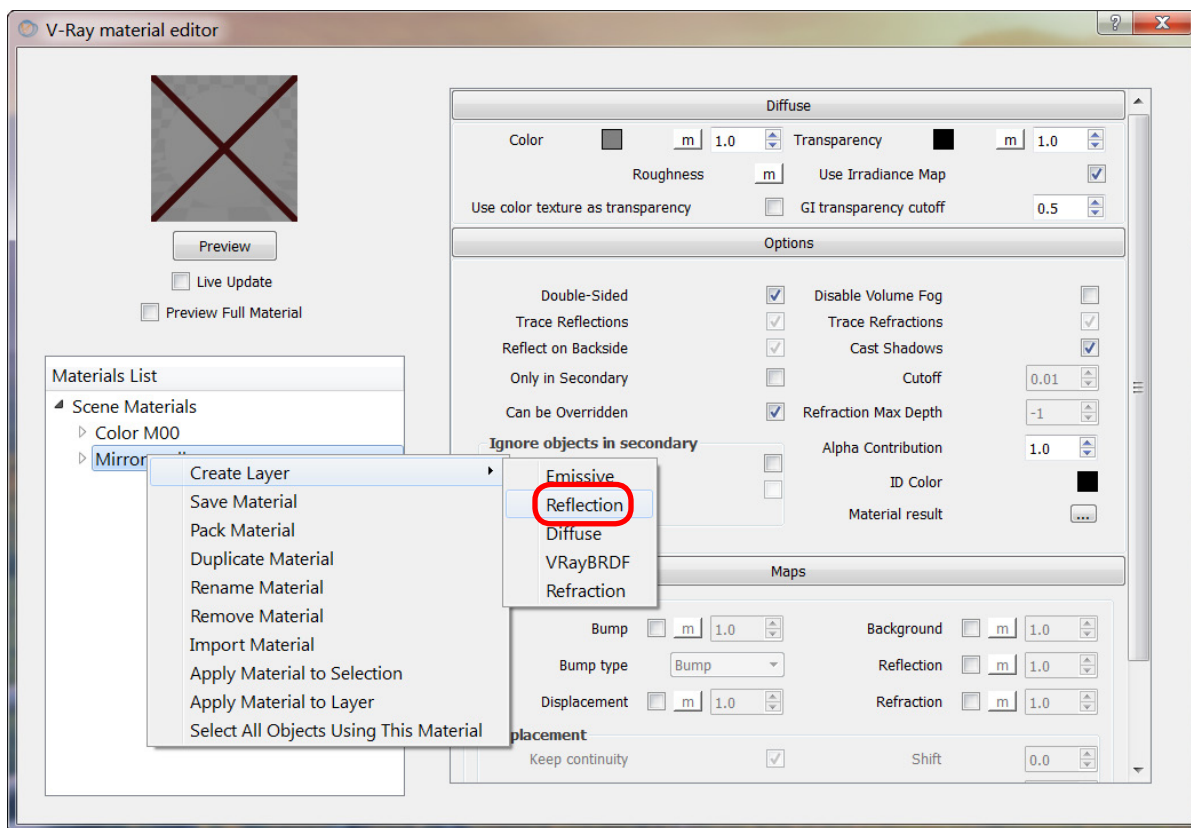 V-Ray material editor
Preview
Live Update
Preview Full Material
Materials List
Scene Materials
Color M00
Mirror
Create Layer
Save Material
Pack Material
Duplicate Material
Rename Material
Remove Material
Import Material
Apply Material to Selection
Apply Material to Layer
Select All Objects Using This Material
Emissive
Reflection
Diffuse
VRayBRDF
Refraction
Diffuse
Color m 1.0 Transparency m 1.0
Roughness m Use Irradiance Map
Use color texture as transparency GI transparency cutoff 0.5
Options
Double-Sided Disable Volume Fog
Trace Reflections Trace Refractions
Reflect on Backside Cast Shadows
Only in Secondary Cutoff 0.01
Can be Overridden Refraction Max Depth -1
Ignore objects in secondary Alpha Contribution 1.0
ID Color
Material result ...
Maps
Bump m 1.0 Background m 1.0
Bump type Bump Reflection m 1.0
Displacement m 1.0 Refraction m 1.0
placement
Keep continuity Shift 0.0